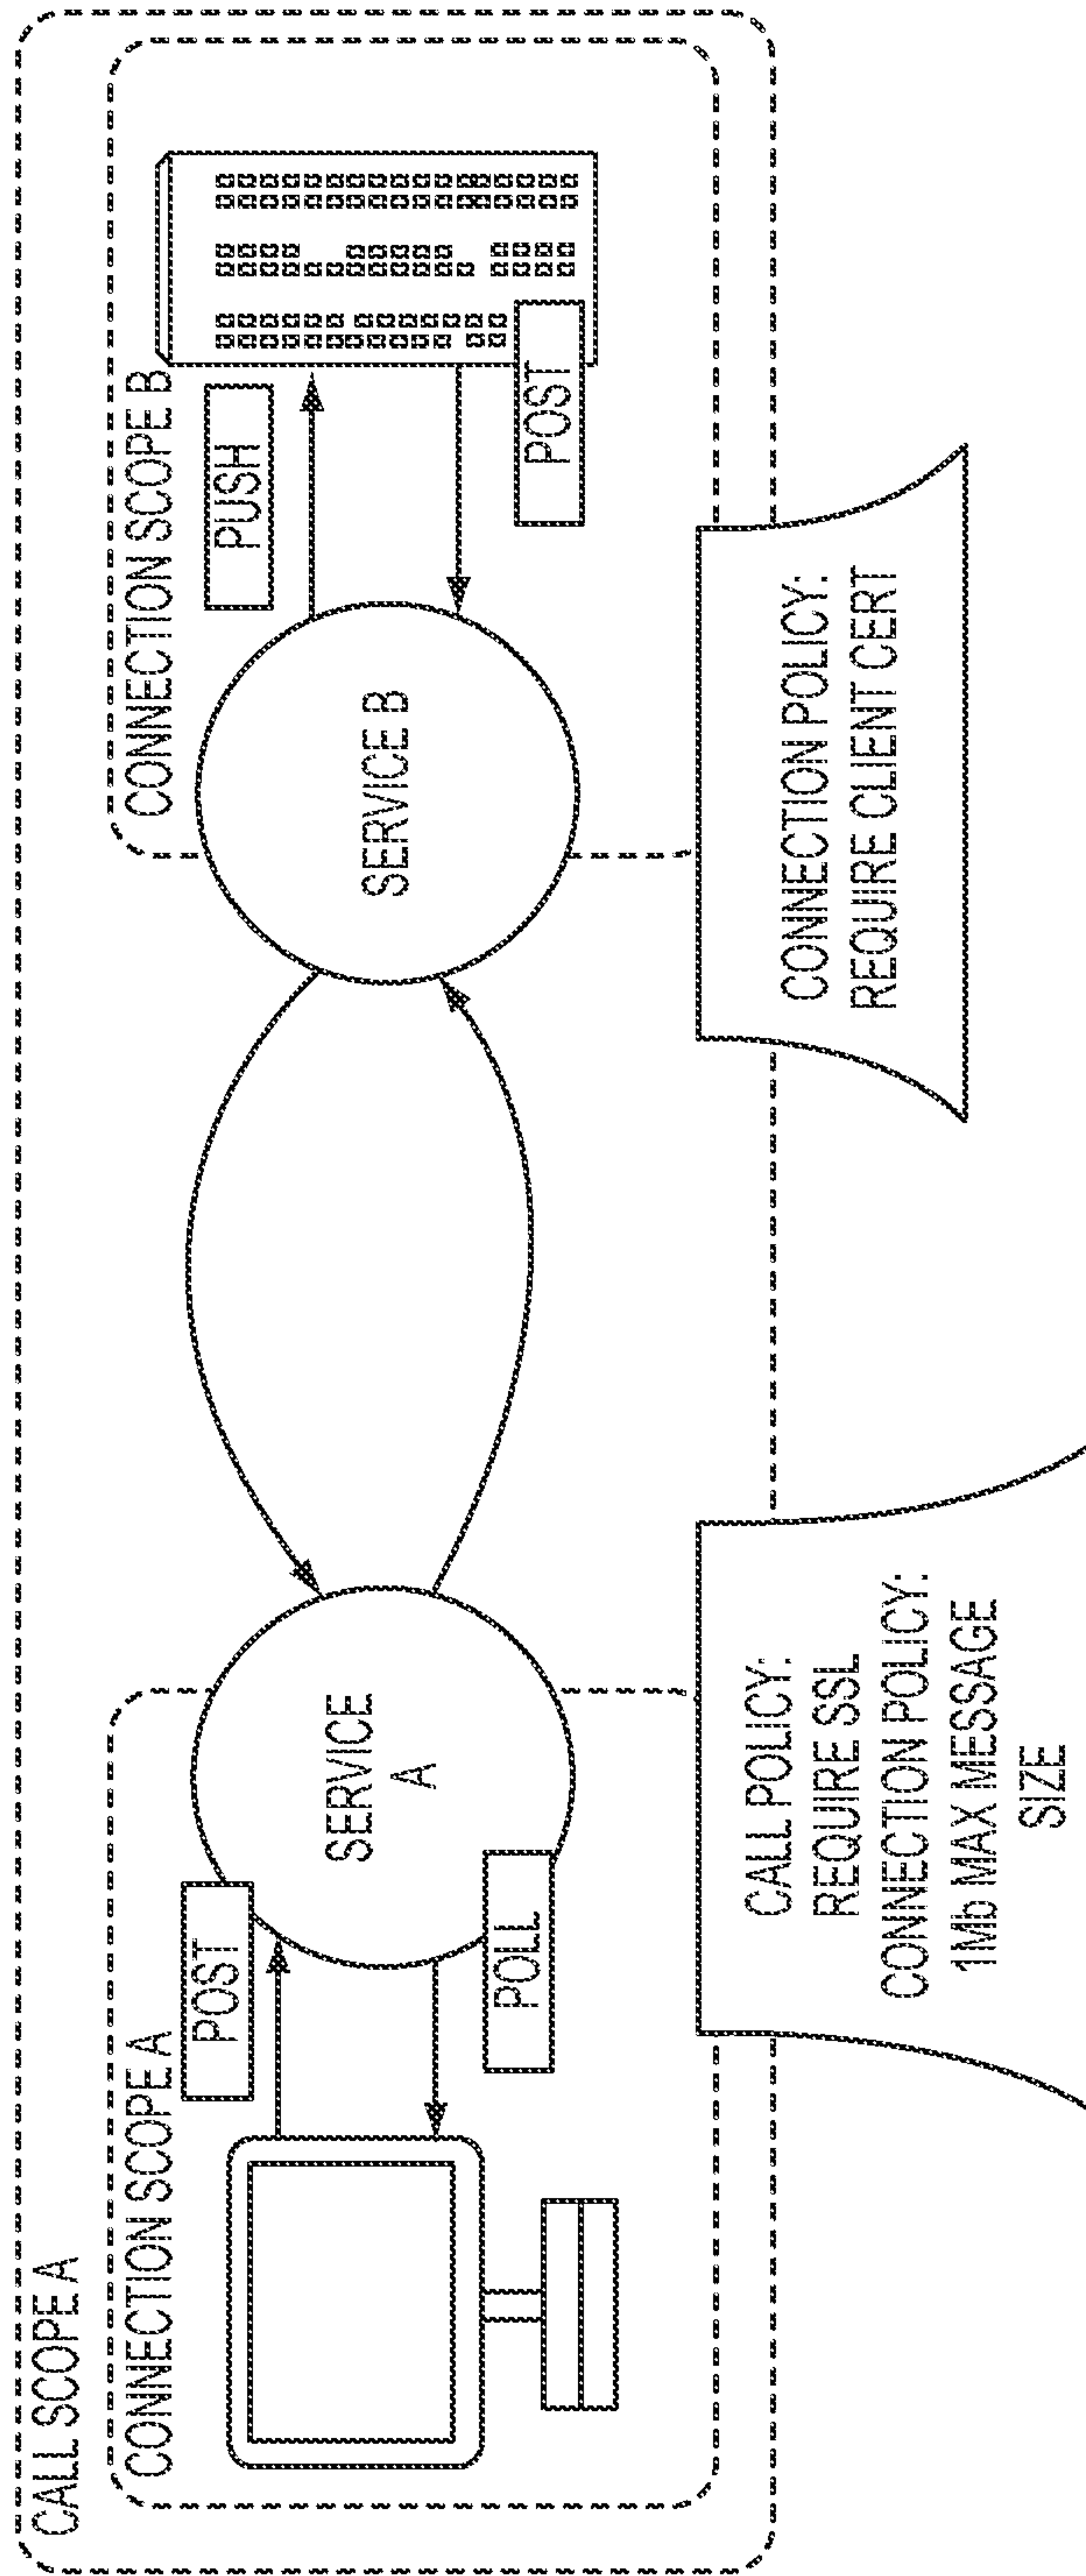 CALL SCOPE A
CONNECTION SCOPE A
POST
POLL
SERVICE
A
CONNECTION SCOPE B
SERVICE B
PUSH
POST
CALL POLICY:
REQUIRE SSL
CONNECTION POLICY:
1Mb MAX MESSAGE
SIZE
CONNECTION POLICY:
REQUIRE CLIENT CERT